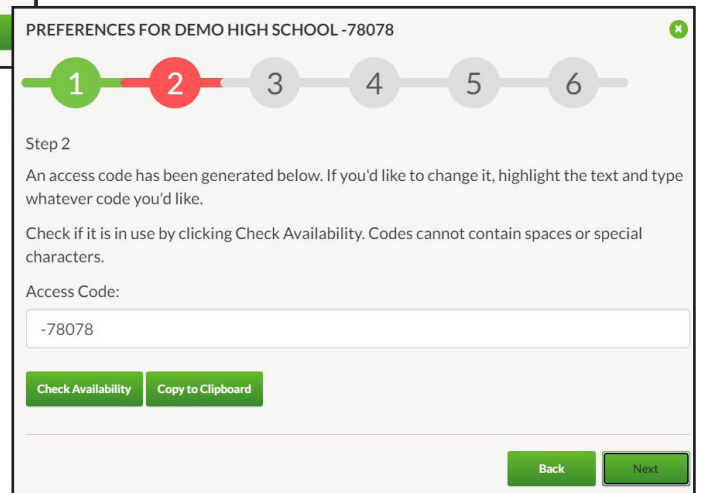 PREFERENCES FOR DEMO HIGH SCHOOL -78078
1 2 3 4 5 6
Step 2
An access code has been generated below. If you'd like to change it, highlight the text and type
whatever code you'd like.
Check if it is in use by clicking Check Availability. Codes cannot contain spaces or special
characters.
Access Code:
-78078
Check Availability Copy to Clipboard
Back Next